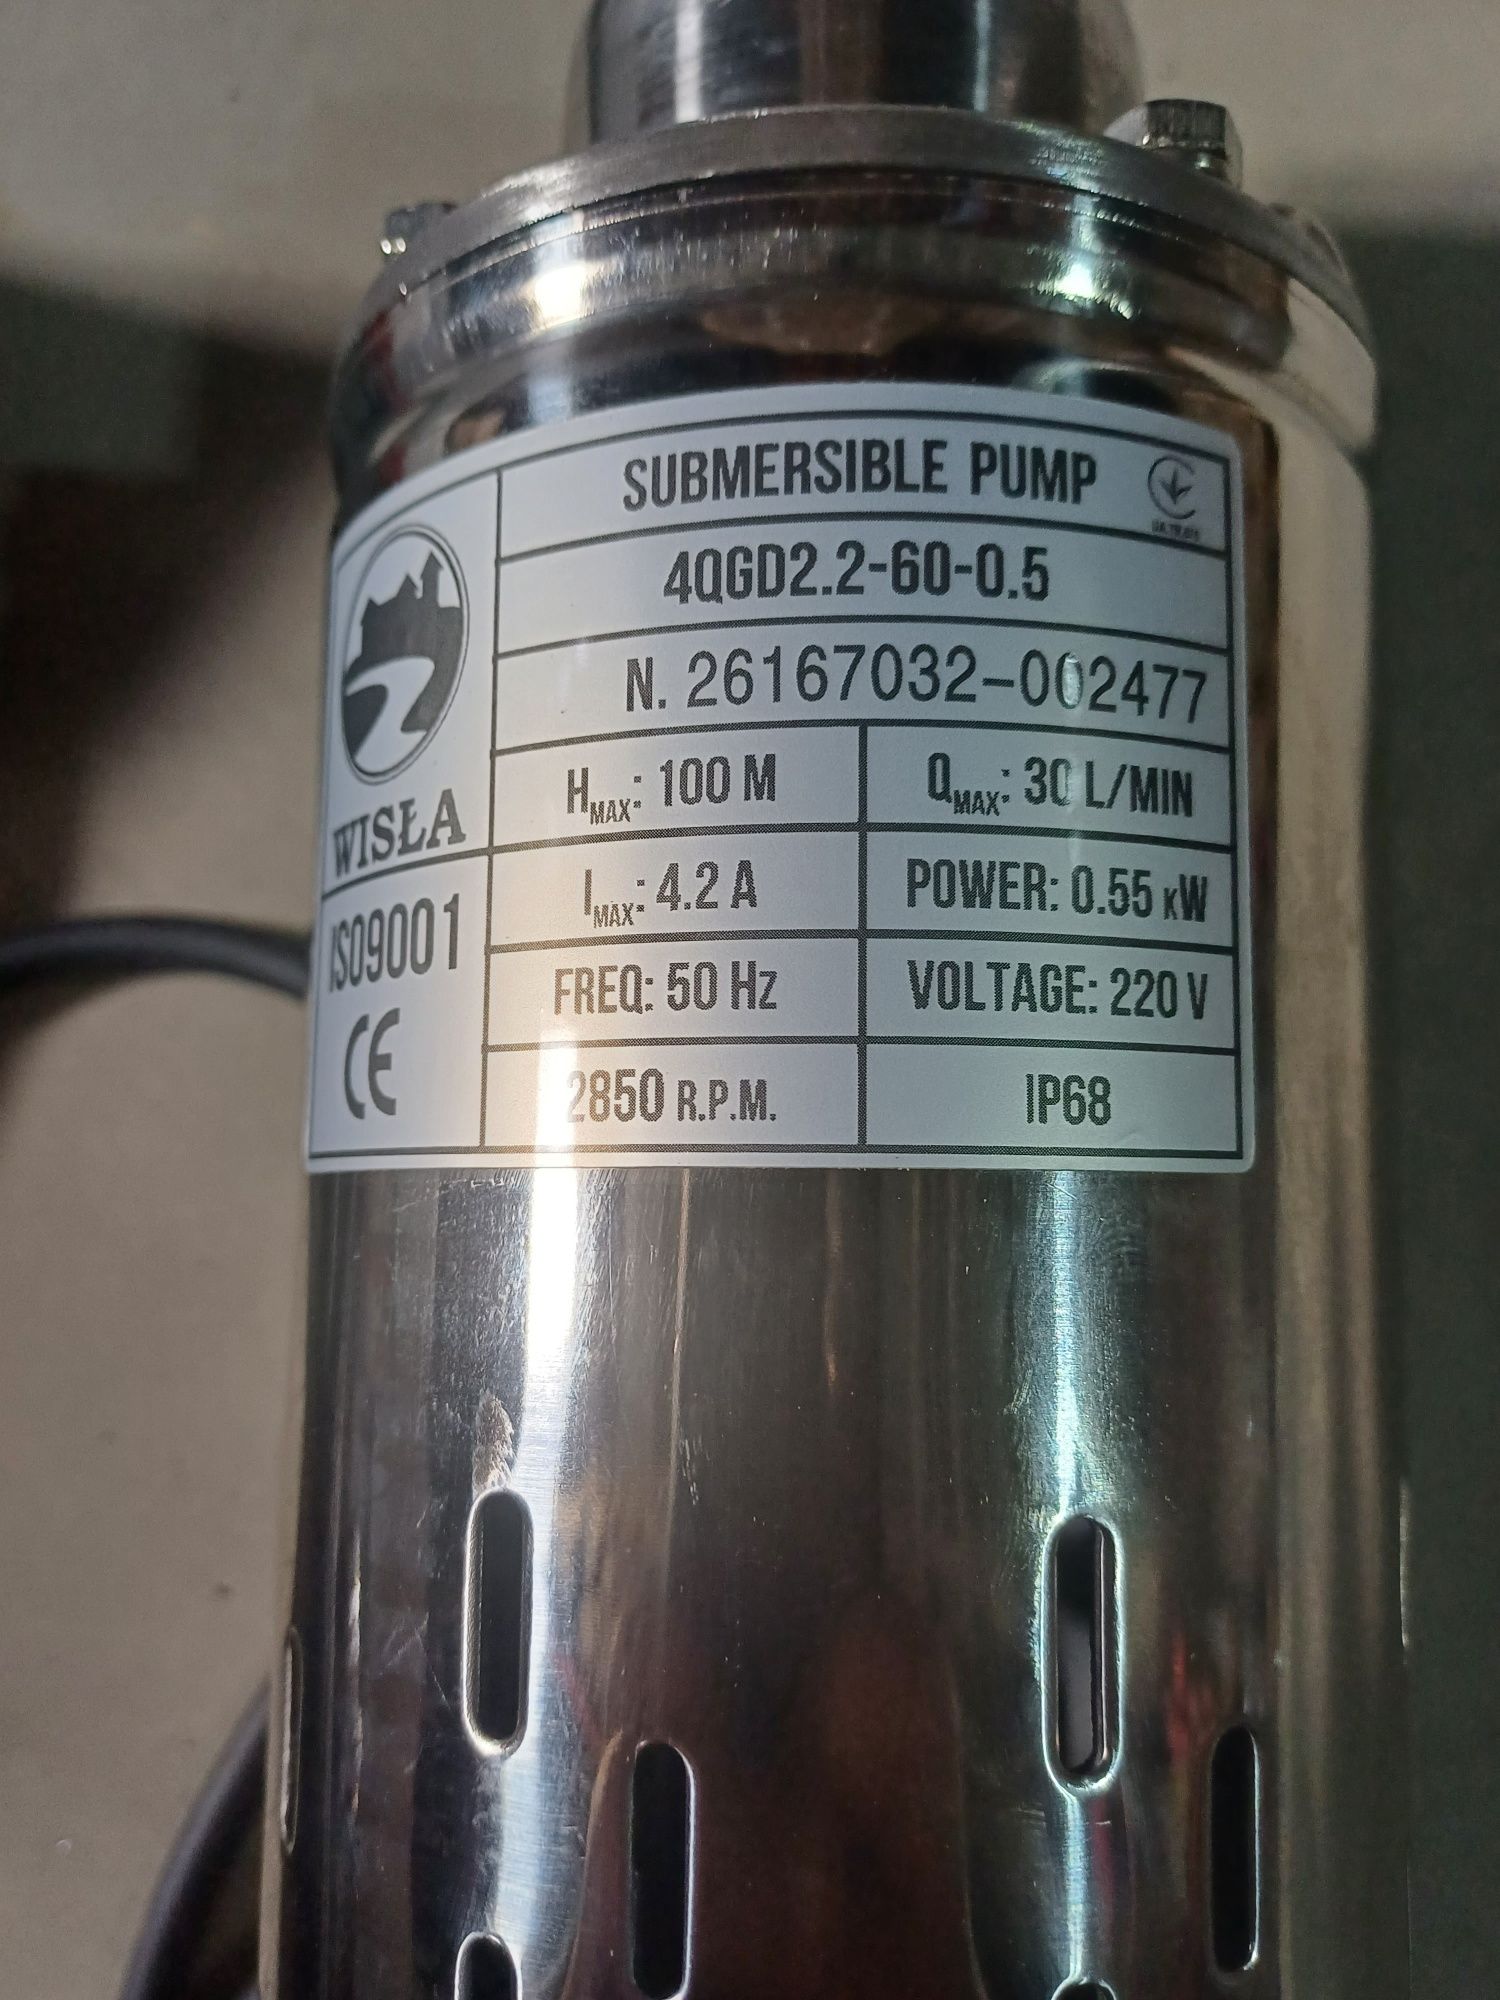 SUBMERSIBLE PUMP
4QGD2.2-60-0.5
N. 26167032-002477
HMAX: 100 M
QMAX: 30 L/MIN
IMAX: 4.2 A
POWER: 0.55 KW
FREQ: 50 Hz
VOLTAGE: 220 V
2850 R.P.M.
IP68
WISŁA
ISO9001
CE